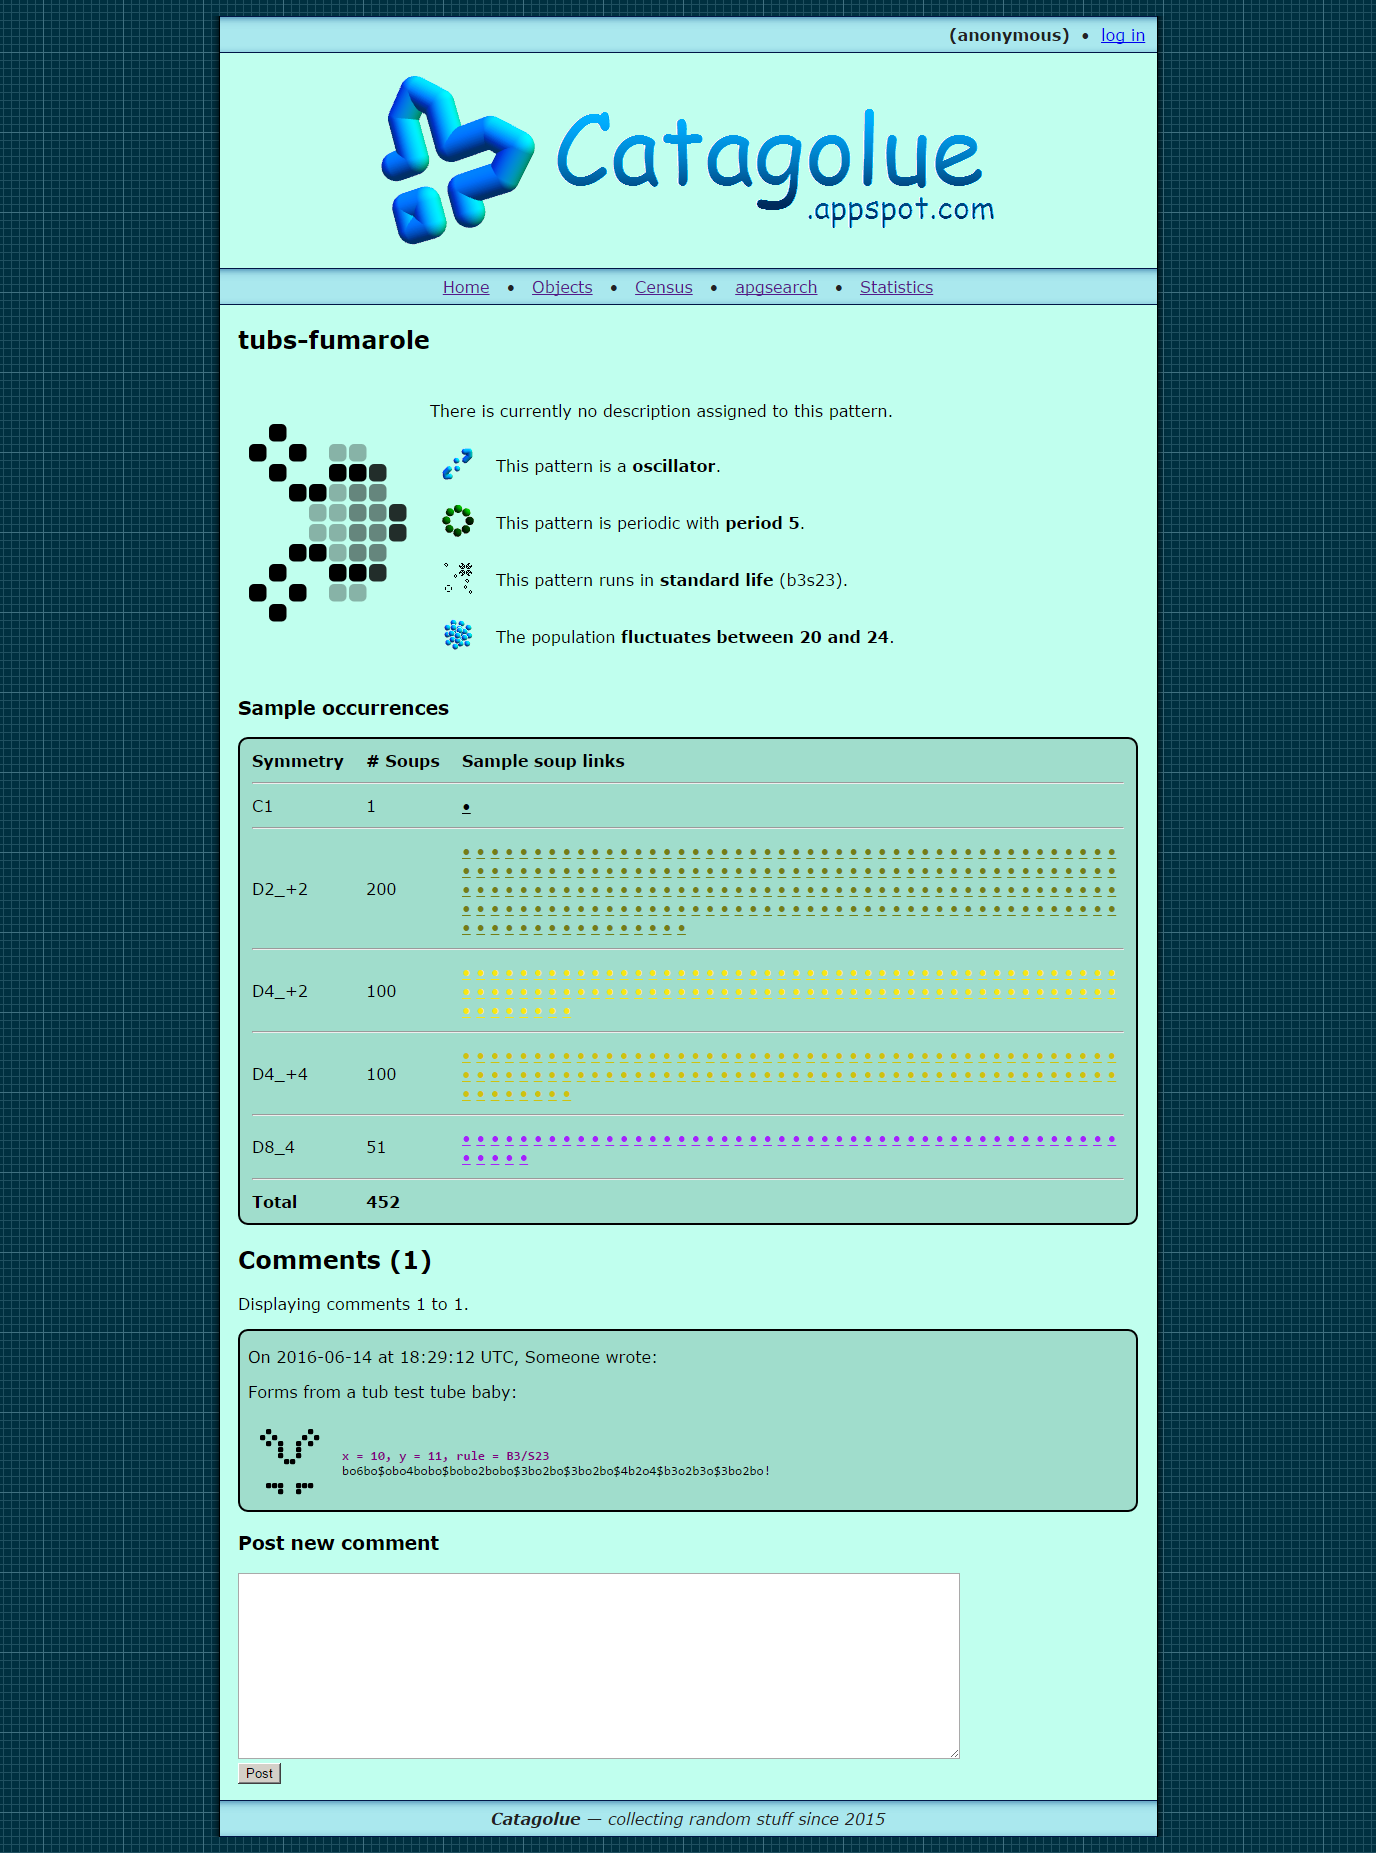 (anonymous) • log in
Catagolue
.appspot.com
Home • Objects • Census • apgsearch • Statistics
tubs-fumarole
There is currently no description assigned to this pattern.
This pattern is a oscillator.
This pattern is periodic with period 5.
This pattern runs in standard life (b3s23).
The population fluctuates between 20 and 24.
Sample occurrences
Symmetry # Soups Sample soup links
C1 1
D2_+2 200
D4_+2 100
D4_+4 100
D8_4 51
Total 452
Comments (1)
Displaying comments 1 to 1.
On 2016-06-14 at 18:29:12 UTC, Someone wrote:
Forms from a tub test tube baby:
x = 10, y = 11, rule = B3/S23
bo6bo$obo4bobo$bobo2bobo$3bo2bo$3bo2bo$4b2o4$b3o2b3o$3bo2bo!
Post new comment
Post
Catagolue — collecting random stuff since 2015